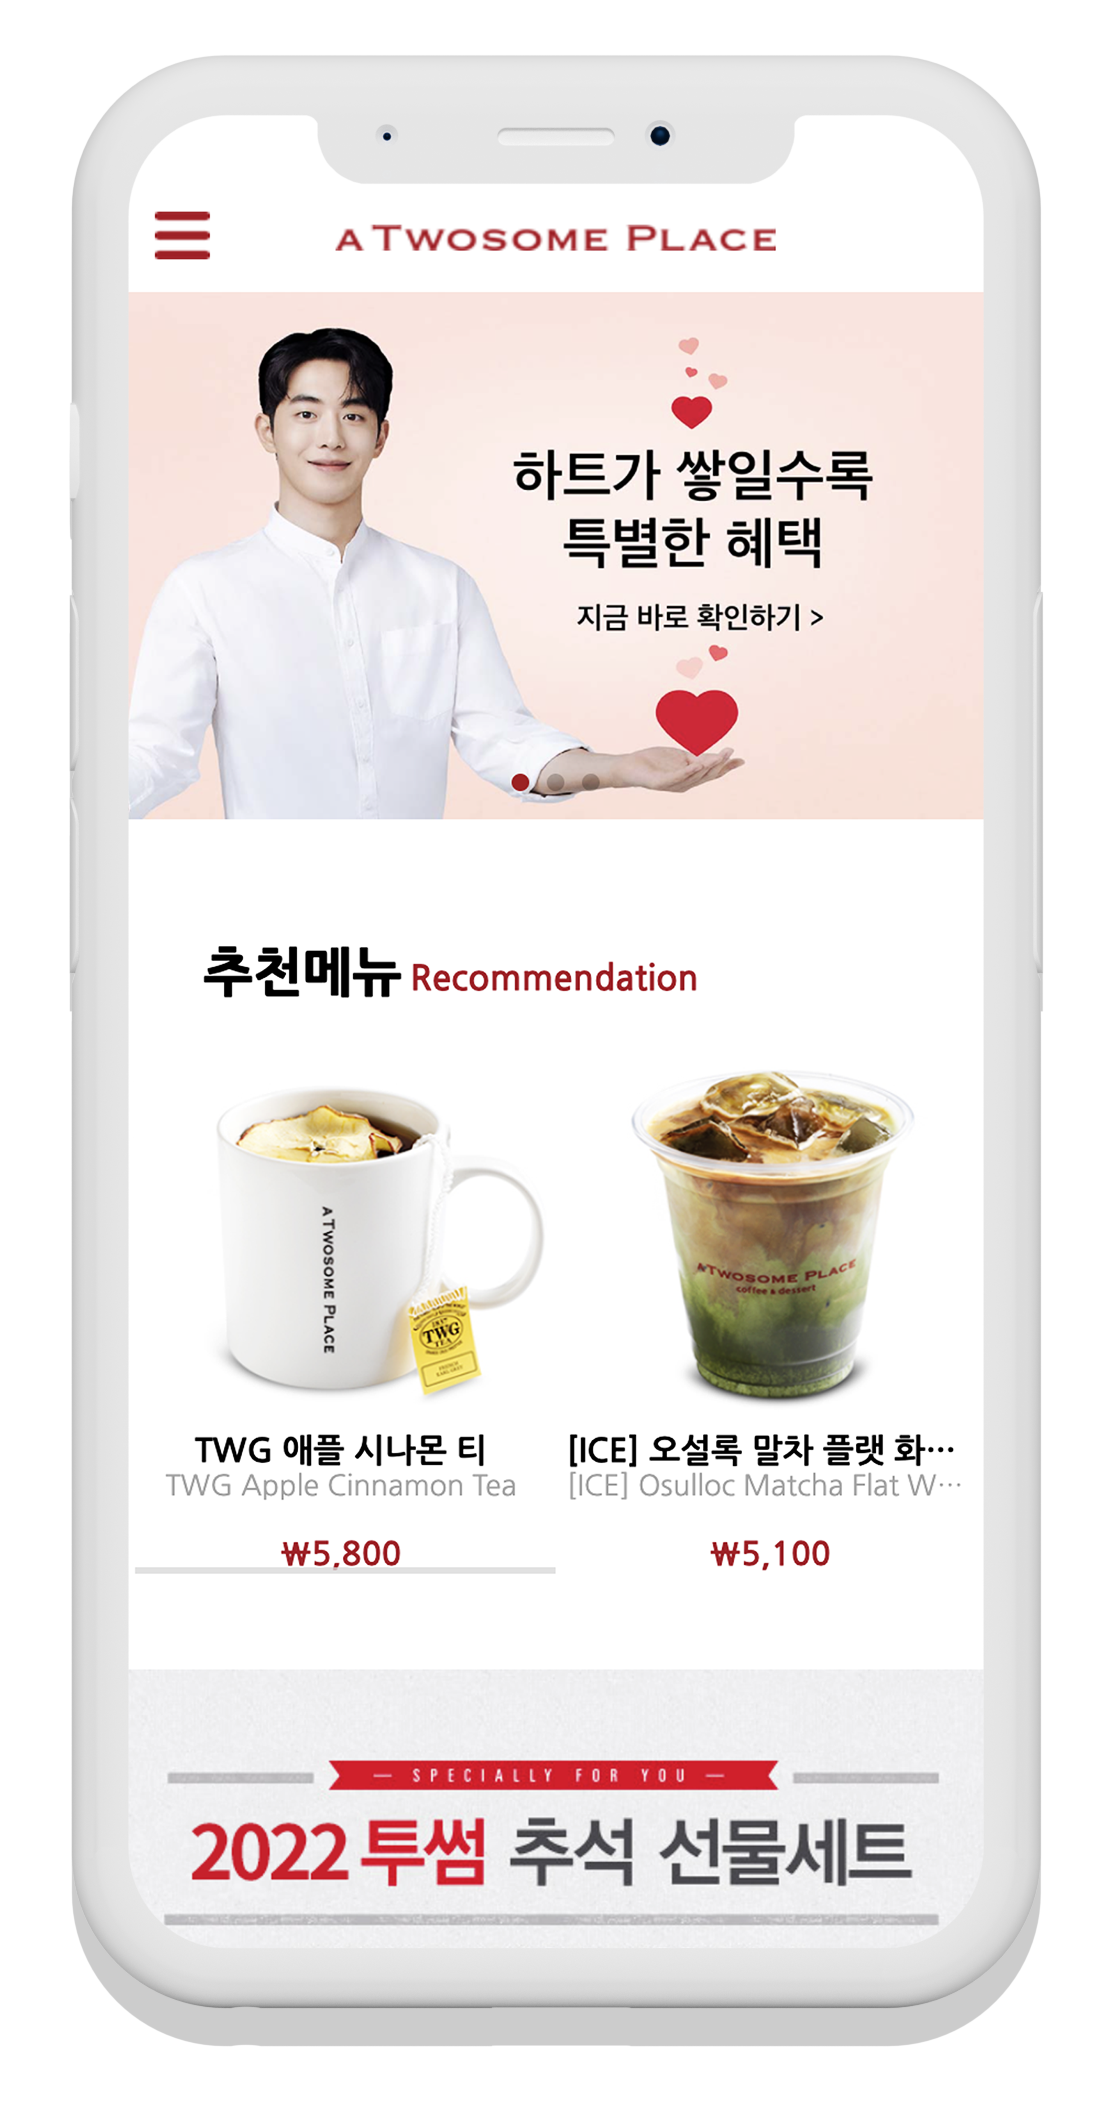 A TWOSOME PLACE
하트가 쌓일수록
특별한 혜택
지금 바로 확인하기 >
추천메뉴 Recommendation
A TWOSOME PLACE
TWG
TEA
A TWOSOME PLACE
coffee & dessert
TWG 애플 시나몬 티
TWG Apple Cinnamon Tea
₩5,800
[ICE] 오설록 말차 플랫 화…
[ICE] Osulloc Matcha Flat W…
₩5,100
— SPECIALLY FOR YOU —
2022 투썸 추석 선물세트